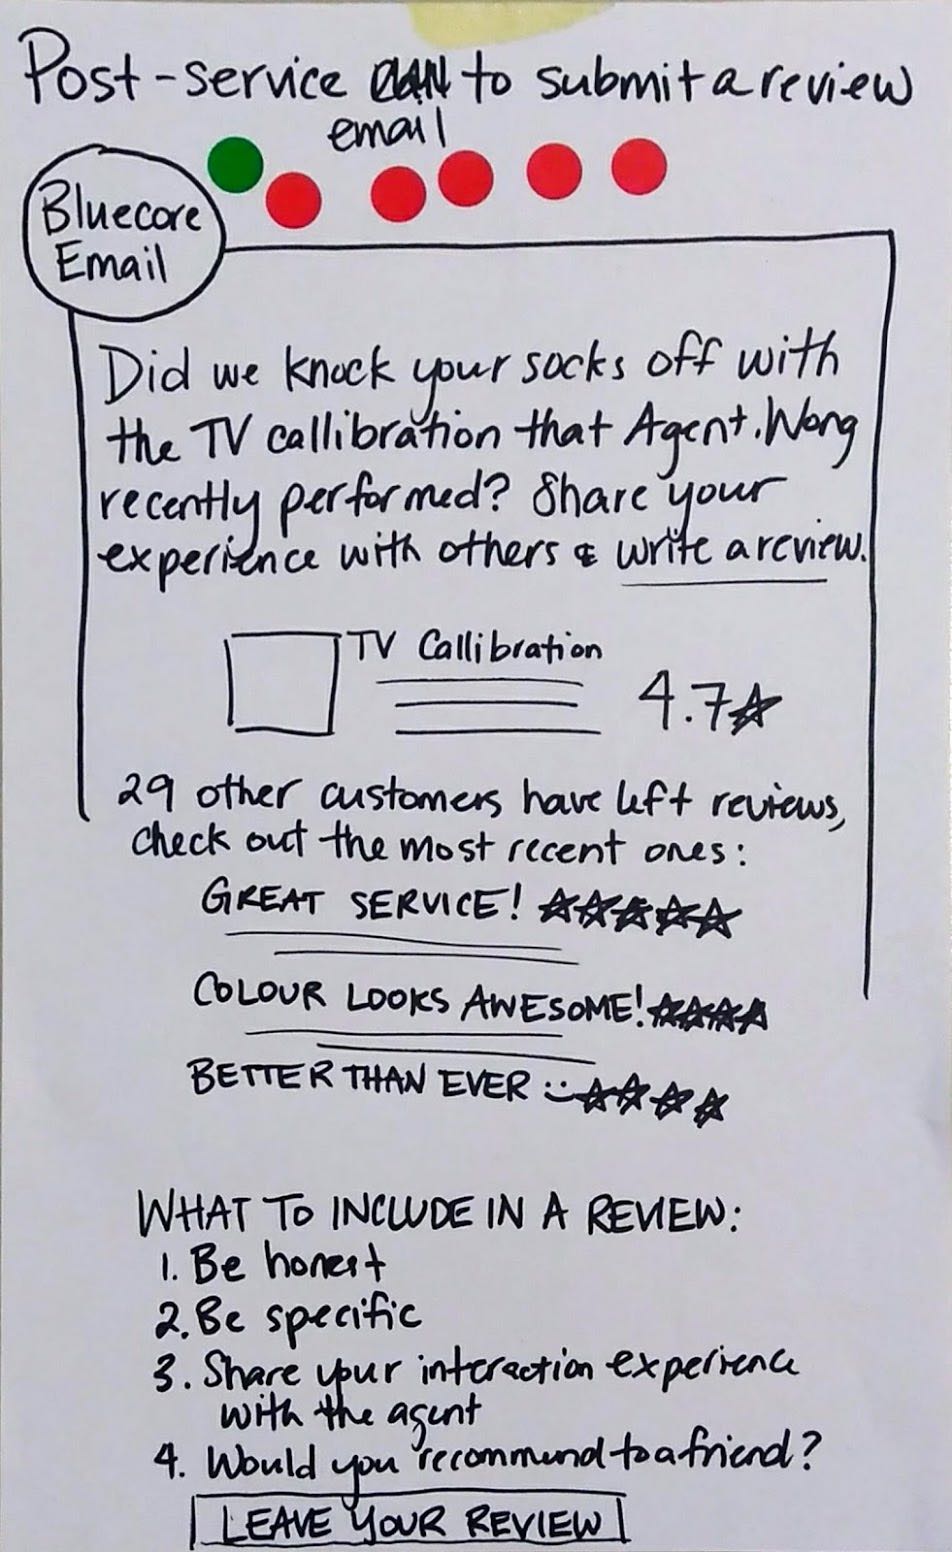 Post-service to submit a review
email
Bluecore
Email
Did we knock your socks off with
the TV callibration that Agent. Wong
recently performed? Share your
experience with others & write a review.
TV Callibration
4.7☆
29 other customers have left reviews,
check out the most recent ones:
GREAT SERVICE! ☆☆☆☆☆
COLOUR LOOKS AWESOME! ☆☆☆☆
BETTER THAN EVER :) ☆☆☆☆
WHAT TO INCLUDE IN A REVIEW:
1. Be honest
2. Be specific
3. Share your interaction experience
with the agent
4. Would you recommend to a friend?
LEAVE YOUR REVIEW